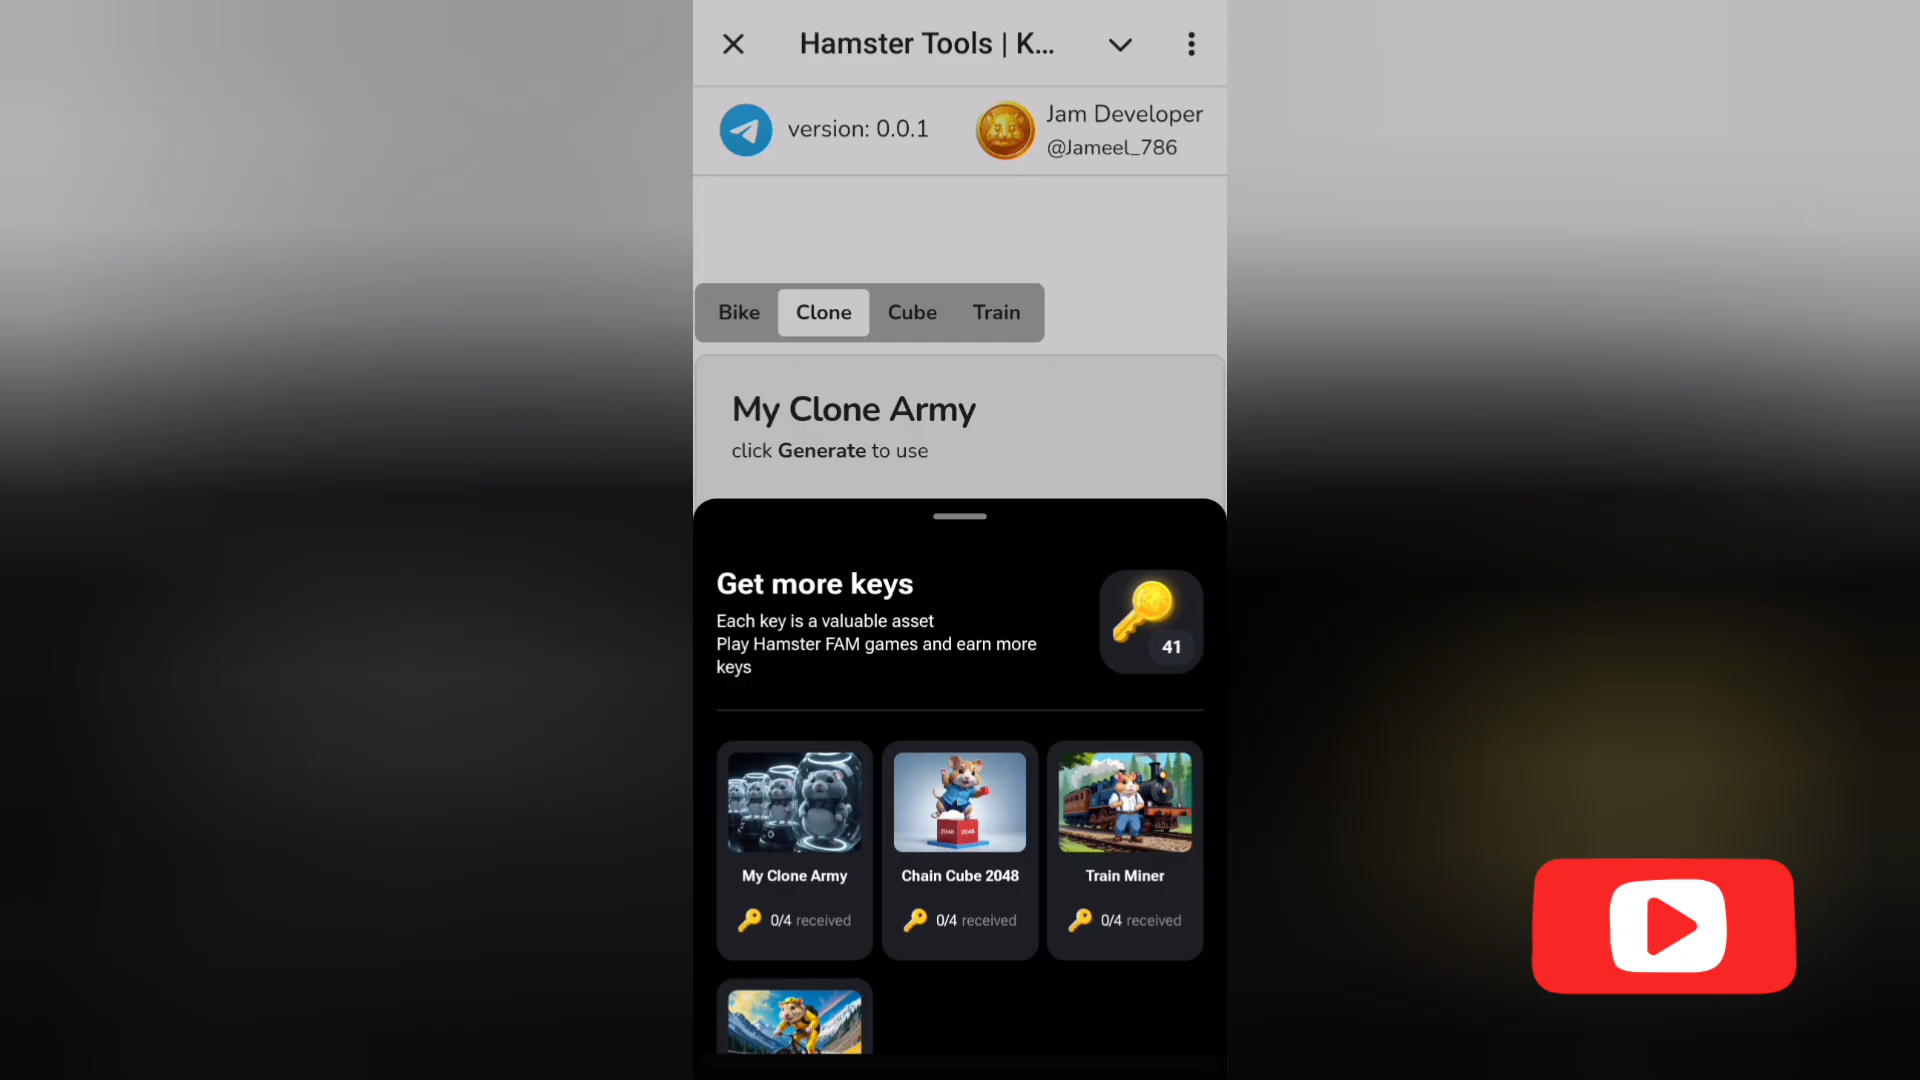 Hamster Tools | K...
version: 0.0.1
Jam Developer
@Jameel_786
Bike Clone Cube Train
My Clone Army
click Generate to use
Get more keys
Each key is a valuable asset
Play Hamster FAM games and earn more
keys
41
2048 2048
My Clone Army
0/4 received
Chain Cube 2048
0/4 received
Train Miner
0/4 received